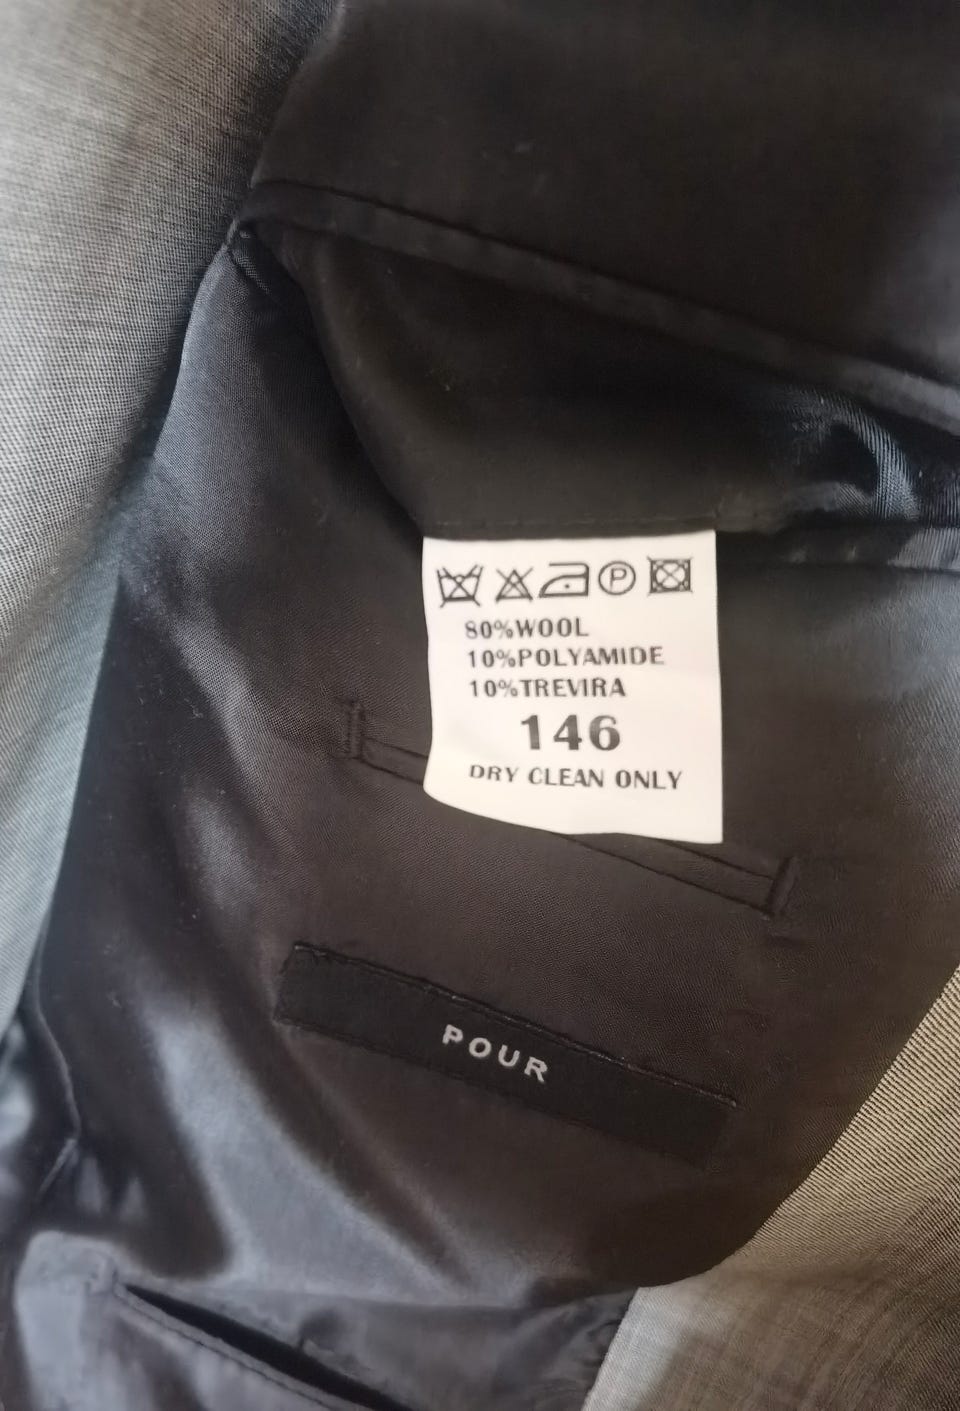 P
80%WOOL
10%POLYAMIDE
10%TREVIRA
146
DRY CLEAN ONLY
POUR